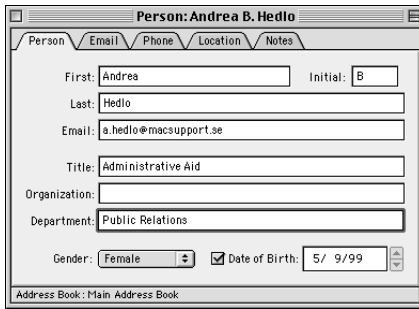 Person: Andrea B. Hedlo
Person Email Phone Location Notes
First: Andrea Initial: B
Last: Hedlo
Email: a.hedlo@macsupport.se
Title: Administrative Aid
Organization:
Department: Public Relations
Gender: Female Date of Birth: 5/ 9/99
Address Book: Main Address Book